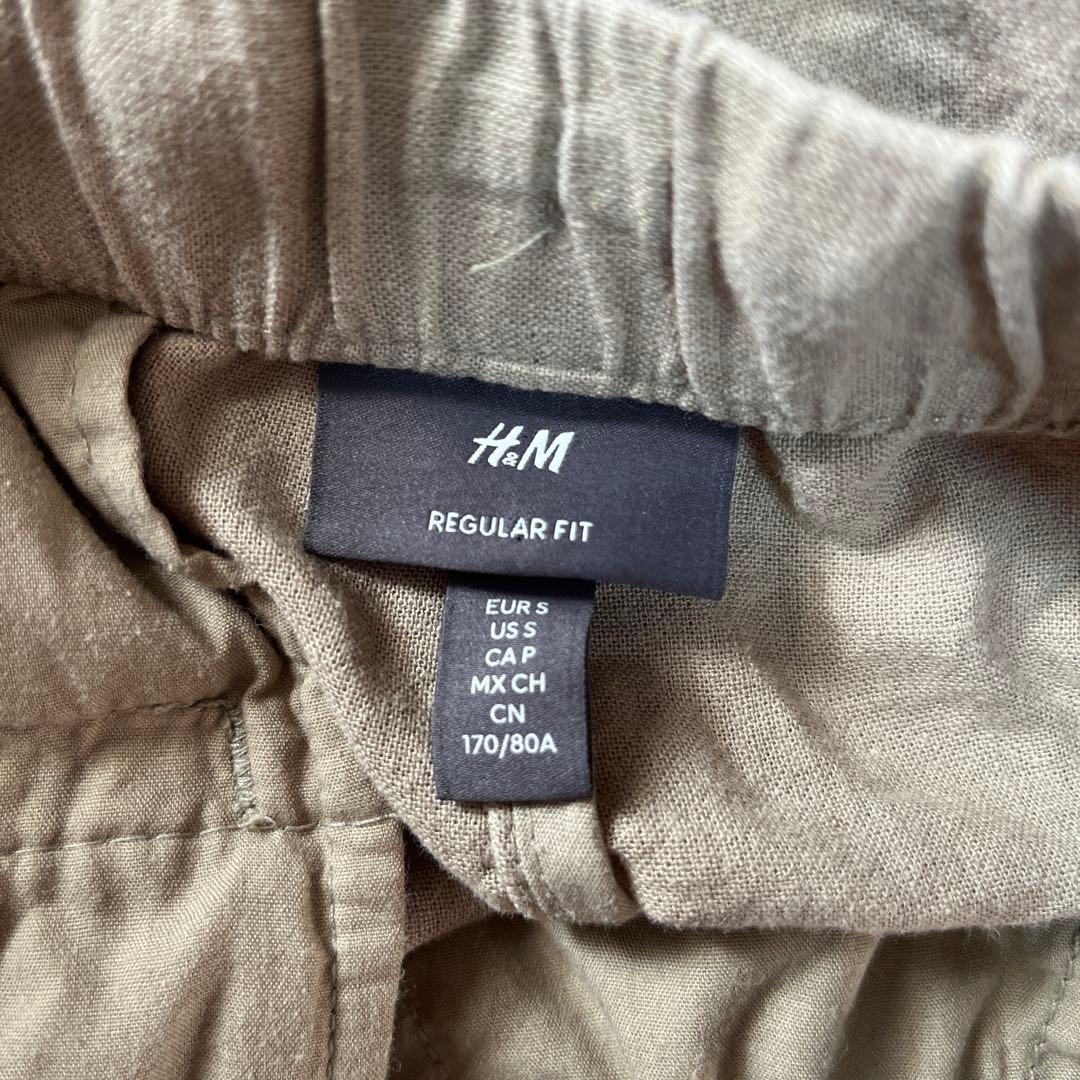 H&M
REGULAR FIT
EUR S
US S
CA P
MX CH
CN
170/80A